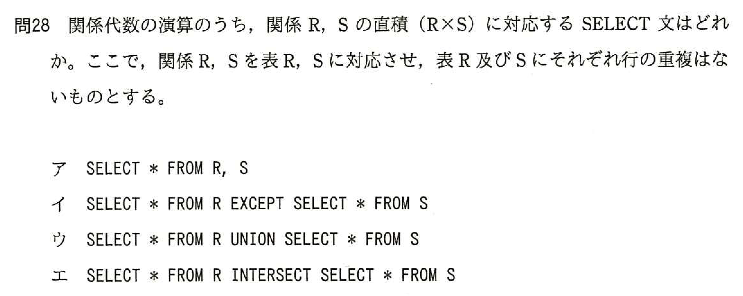 問28　関係代数の演算のうち，関係 R，S の直積（R×S）に対応する SELECT 文はどれ
か。ここで，関係 R，S を表 R，S に対応させ，表 R 及び S にそれぞれ行の重複はな
いものとする。
ア　SELECT * FROM R, S
イ　SELECT * FROM R EXCEPT SELECT * FROM S
ウ　SELECT * FROM R UNION SELECT * FROM S
エ　SELECT * FROM R INTERSECT SELECT * FROM S